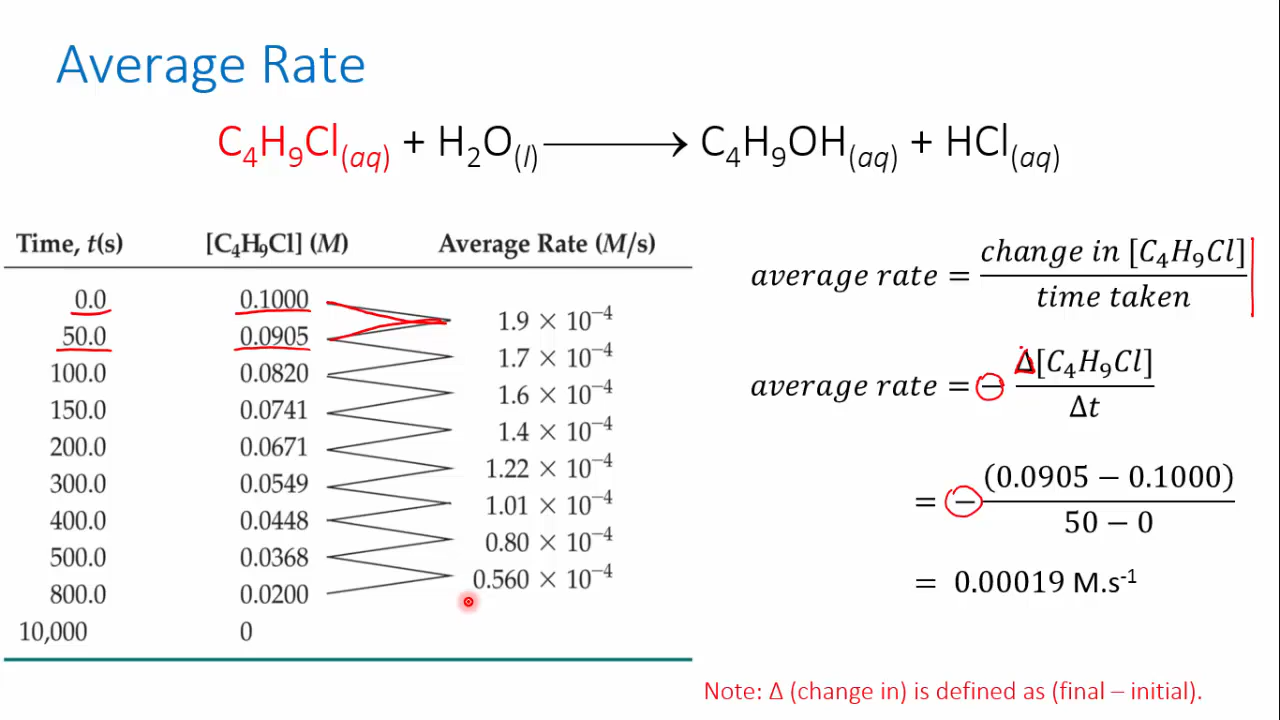 Average Rate
C₄H₉Cl(aq) + H₂O(l) ⟶ C₄H₉OH(aq) + HCl(aq)
Time, t(s) [C₄H₉Cl] (M) Average Rate (M/s)
0.0 0.1000
1.9 × 10⁻⁴
50.0 0.0905
1.7 × 10⁻⁴
100.0 0.0820
1.6 × 10⁻⁴
150.0 0.0741
1.4 × 10⁻⁴
200.0 0.0671
1.22 × 10⁻⁴
300.0 0.0549
1.01 × 10⁻⁴
400.0 0.0448
0.80 × 10⁻⁴
500.0 0.0368
0.560 × 10⁻⁴
800.0 0.0200
10,000 0
average rate = change in [C₄H₉Cl] / time taken
average rate = − Δ[C₄H₉Cl] / Δt
= − (0.0905 − 0.1000) / 50 − 0
= 0.00019 M.s⁻¹
Note: Δ (change in) is defined as (final – initial).